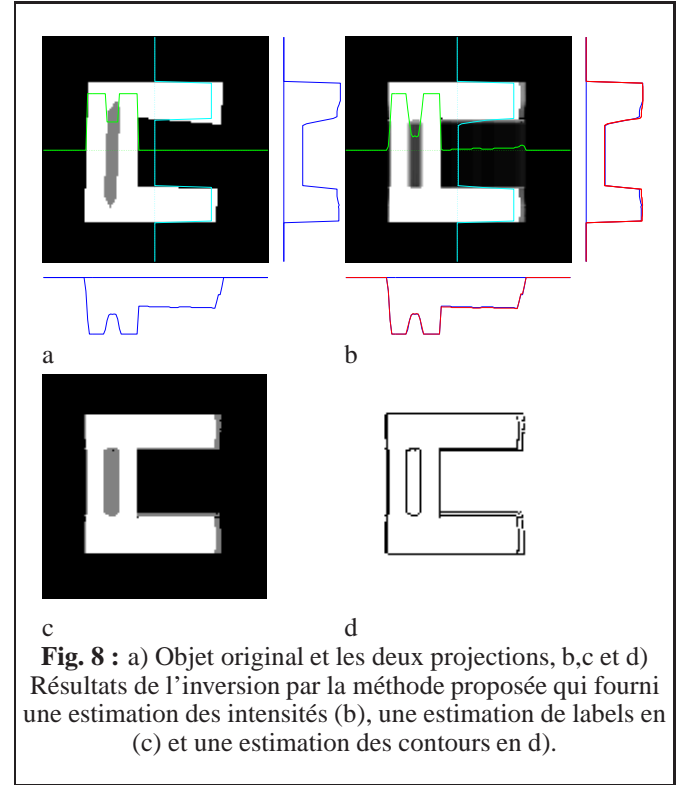 a b
c d
Fig. 8 : a) Objet original et les deux projections, b,c et d)
Résultats de l'inversion par la méthode proposée qui fourni
une estimation des intensités (b), une estimation de labels en
(c) et une estimation des contours en d).